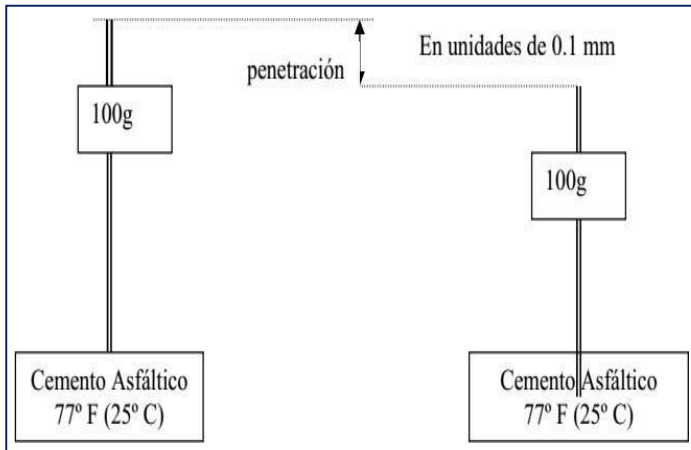 En unidades de 0.1 mm
penetración
100g
100g
Cemento Asfáltico
77º F (25º C)
Cemento Asfáltico
77º F (25º C)